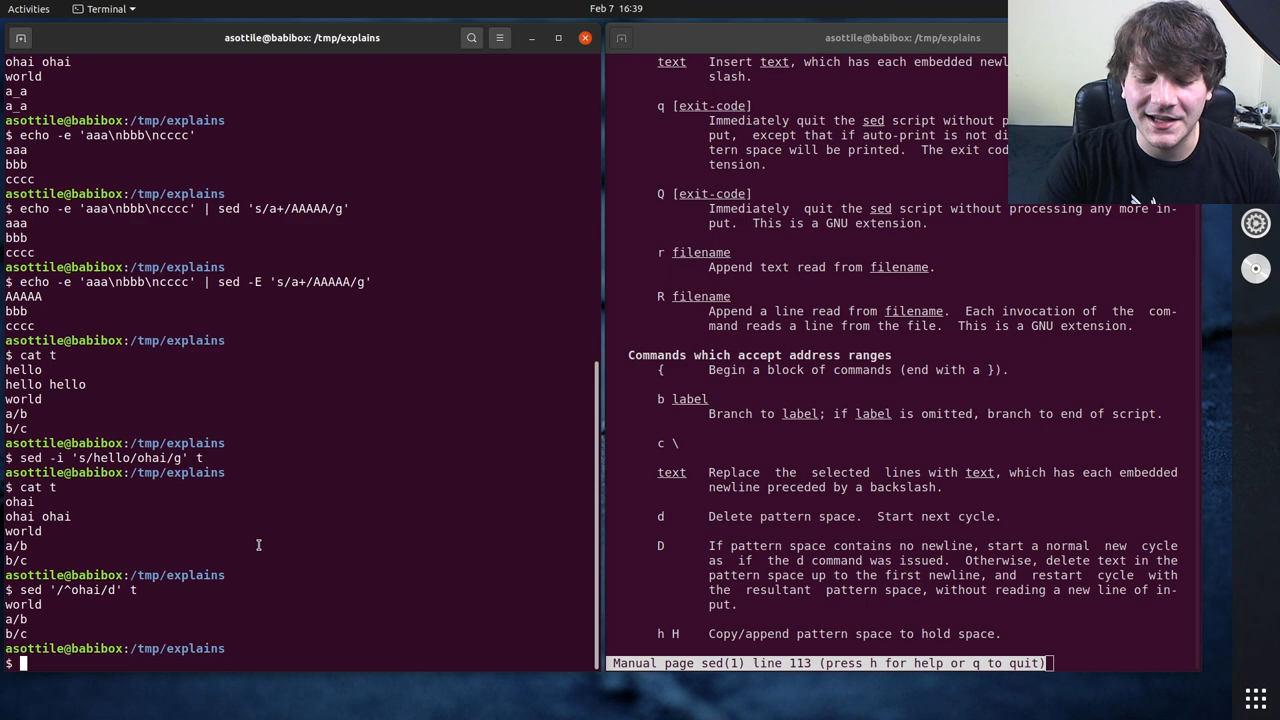 Activities
Terminal
Feb 7 16:39
asottile@babibox: /tmp/explains
ohai ohai
world
a_a
a_a
asottile@babibox:/tmp/explains
$ echo -e 'aaa\nbbb\ncccc'
aaa
bbb
cccc
asottile@babibox:/tmp/explains
$ echo -e 'aaa\nbbb\ncccc' | sed 's/a+/AAAAA/g'
aaa
bbb
cccc
asottile@babibox:/tmp/explains
$ echo -e 'aaa\nbbb\ncccc' | sed -E 's/a+/AAAAA/g'
AAAAA
bbb
cccc
asottile@babibox:/tmp/explains
$ cat t
hello
hello hello
world
a/b
b/c
asottile@babibox:/tmp/explains
$ sed -i 's/hello/ohai/g' t
asottile@babibox:/tmp/explains
$ cat t
ohai
ohai ohai
world
a/b
b/c
asottile@babibox:/tmp/explains
$ sed '/^ohai/d' t
world
a/b
b/c
asottile@babibox:/tmp/explains
$
asottile@babibox: /tmp/explains
text Insert text, which has each embedded newl
slash.
q [exit-code]
Immediately quit the sed script without p
put, except that if auto-print is not di
tern space will be printed. The exit cod
tension.
Q [exit-code]
Immediately quit the sed script without processing any more in-
put. This is a GNU extension.
r filename
Append text read from filename.
R filename
Append a line read from filename. Each invocation of the com-
mand reads a line from the file. This is a GNU extension.
Commands which accept address ranges
{ Begin a block of commands (end with a }).
b label
Branch to label; if label is omitted, branch to end of script.
c \
text Replace the selected lines with text, which has each embedded
newline preceded by a backslash.
d Delete pattern space. Start next cycle.
D If pattern space contains no newline, start a normal new cycle
as if the d command was issued. Otherwise, delete text in the
pattern space up to the first newline, and restart cycle with
the resultant pattern space, without reading a new line of in-
put.
h H Copy/append pattern space to hold space.
Manual page sed(1) line 113 (press h for help or q to quit)